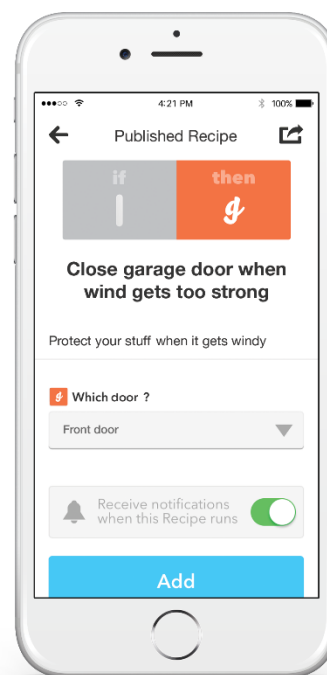 4:21 PM
100%
Published Recipe
if
then
g
Close garage door when
wind gets too strong
Protect your stuff when it gets windy
g Which door ?
Front door
Receive notifications
when this Recipe runs
Add